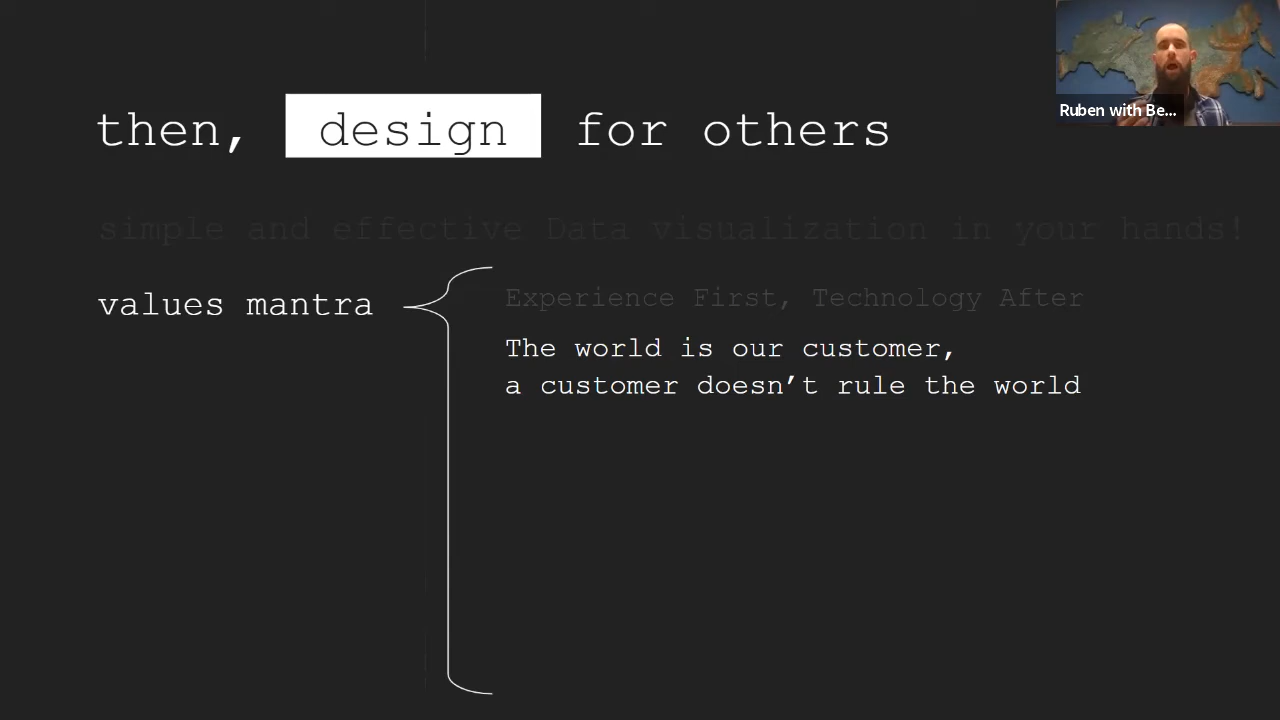 then, design for others
Ruben with Be...
simple and effective Data visualization in your hands!
values mantra
Experience First, Technology After
The world is our customer,
a customer doesn’t rule the world